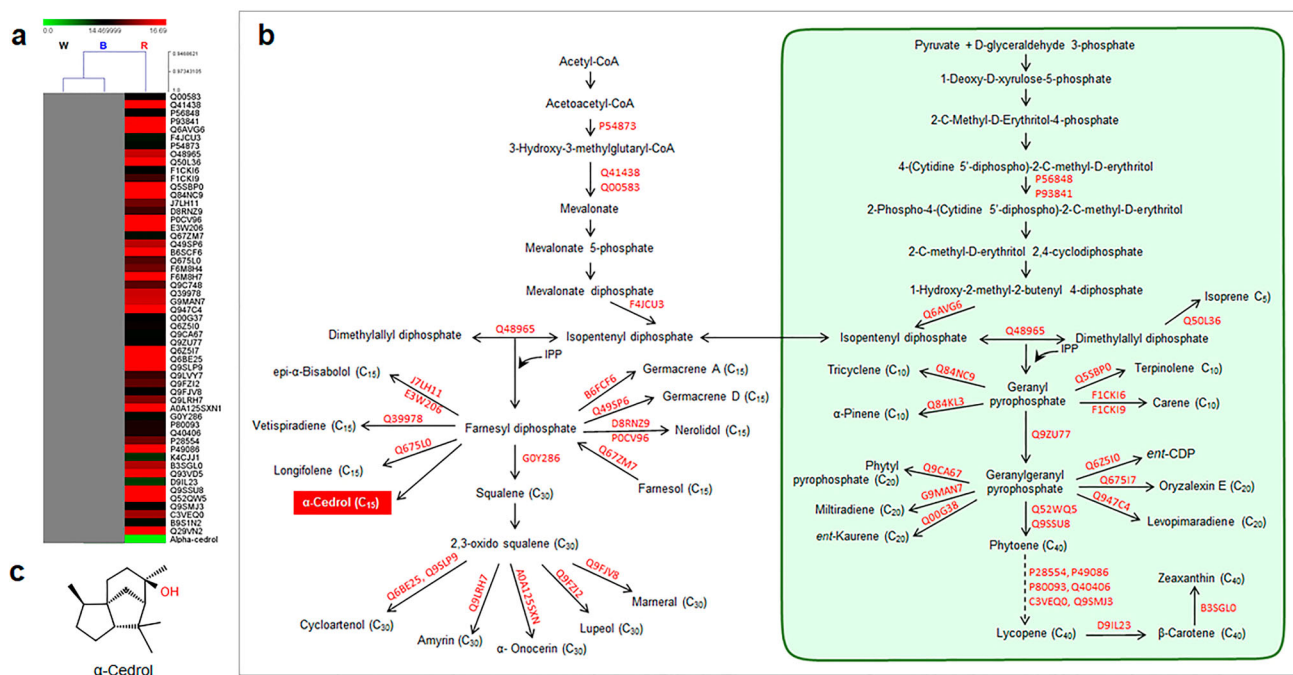 a
0.0 14.469999 16.69
W B R
0.9468621
0.97343105
1.0
Q00583
Q41438
P56848
P93841
Q6AVG6
F4JCU3
P54873
O48965
Q50L36
F1CKI6
F1CKI9
Q5SBP0
Q84NC9
J7LH11
D8RNZ9
P0CV96
E3W206
Q67ZM7
Q49SP6
B6SCF6
Q675L0
F6M8H4
F6M8H7
Q9C748
Q39978
G9MAN7
Q947C4
Q00G37
Q6Z5I0
Q9CA67
Q9ZU77
Q6Z5I7
Q6BE25
Q9SLP9
Q9LVY7
Q9FZI2
Q9FJV8
Q9LRH7
A0A125SXN1
G0Y286
P80093
Q40406
P28554
P49086
K4CJJ1
B3SGL0
Q93VD5
D9IL23
Q9SSU8
Q52QW5
Q9SMJ3
C3VEQ0
B9S1N2
Q29VN2
Alpha-cedrol
b
Acetyl-CoA
Acetoacetyl-CoA
P54873
3-Hydroxy-3-methylglutaryl-CoA
Q41438
Q00583
Mevalonate
Mevalonate 5-phosphate
Mevalonate diphosphate
F4JCU3
Dimethylallyl diphosphate
Q48965
Isopentenyl diphosphate
IPP
epi-α-Bisabolol (C15)
J7LH11
E3W206
B6FCF6
Germacrene A (C15)
Q49SP6
Germacrene D (C15)
Vetispiradiene (C15)
Q39978
Farnesyl diphosphate
D8RNZ9
P0CV96
Nerolidol (C15)
Q675L0
Longifolene (C15)
G0Y286
Q67ZM7
Farnesol (C15)
α-Cedrol (C15)
Squalene (C30)
2,3-oxido squalene (C30)
Q6BE25, Q9SLP9
Q9LRH7
A0A125SXN
Q9FZI2
Q9FJV8
Marneral (C30)
Cycloartenol (C30)
Lupeol (C30)
Amyrin (C30)
α- Onocerin (C30)
Pyruvate + D-glyceraldehyde 3-phosphate
1-Deoxy-D-xyrulose-5-phosphate
2-C-Methyl-D-Erythritol-4-phosphate
4-(Cytidine 5'-diphospho)-2-C-methyl-D-erythritol
P56848
P93841
2-Phospho-4-(Cytidine 5'-diphospho)-2-C-methyl-D-erythritol
2-C-methyl-D-erythritol 2,4-cyclodiphosphate
1-Hydroxy-2-methyl-2-butenyl 4-diphosphate
Q6AVG6
Isoprene C5)
Q50L36
Isopentenyl diphosphate
Q48965
Dimethylallyl diphosphate
IPP
Tricyclene (C10)
Q84NC9
Geranyl
pyrophosphate
Q5SBP0
Terpinolene C10)
F1CKI6
F1CKI9
Carene (C10)
α-Pinene (C10)
Q84KL3
Q9ZU77
Phytyl
pyrophosphate
(C20)
Q9CA67
Geranylgeranyl
pyrophosphate
Q6Z5I0
ent-CDP
Q675I7
Oryzalexin E (C20)
Miltiradiene (C20)
G9MAN7
Q947C4
Levopimaradiene (C20)
ent-Kaurene (C20)
Q00G38
Q52WQ5
Q9SSU8
Phytoene (C40)
P28554, P49086
P80093, Q40406
C3VEQ0, Q9SMJ3
Zeaxanthin (C40)
B3SGL0
Lycopene (C40)
D9IL23
β-Carotene (C40)
c
OH
α-Cedrol